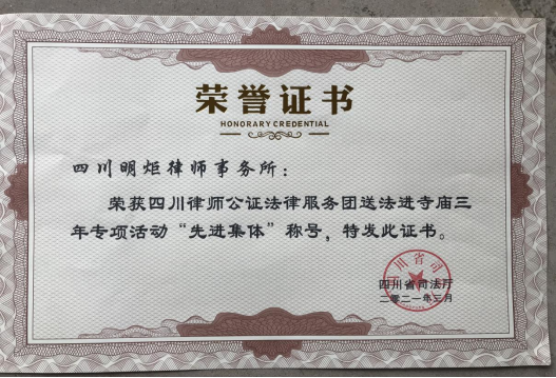 荣誉证书
HONORARY CREDENTIAL
四川明炬律师事务所：
荣获四川律师公证法律服务团送法进寺庙三
年专项活动“先进集体”称号，特发此证书。
四川省司法厅
二零二一年三月